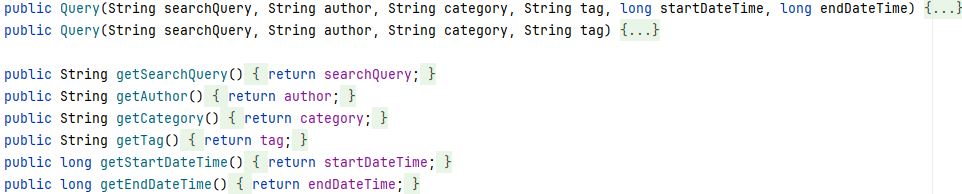 public Query(String searchQuery, String author, String category, String tag, long startDateTime, long endDateTime) {...}
public Query(String searchQuery, String author, String category, String tag) {...}
public String getSearchQuery() { return searchQuery; }
public String getAuthor() { return author; }
public String getCategory() { return category; }
public String getTag() { return tag; }
public long getStartDateTime() { return startDateTime; }
public long getEndDateTime() { return endDateTime; }